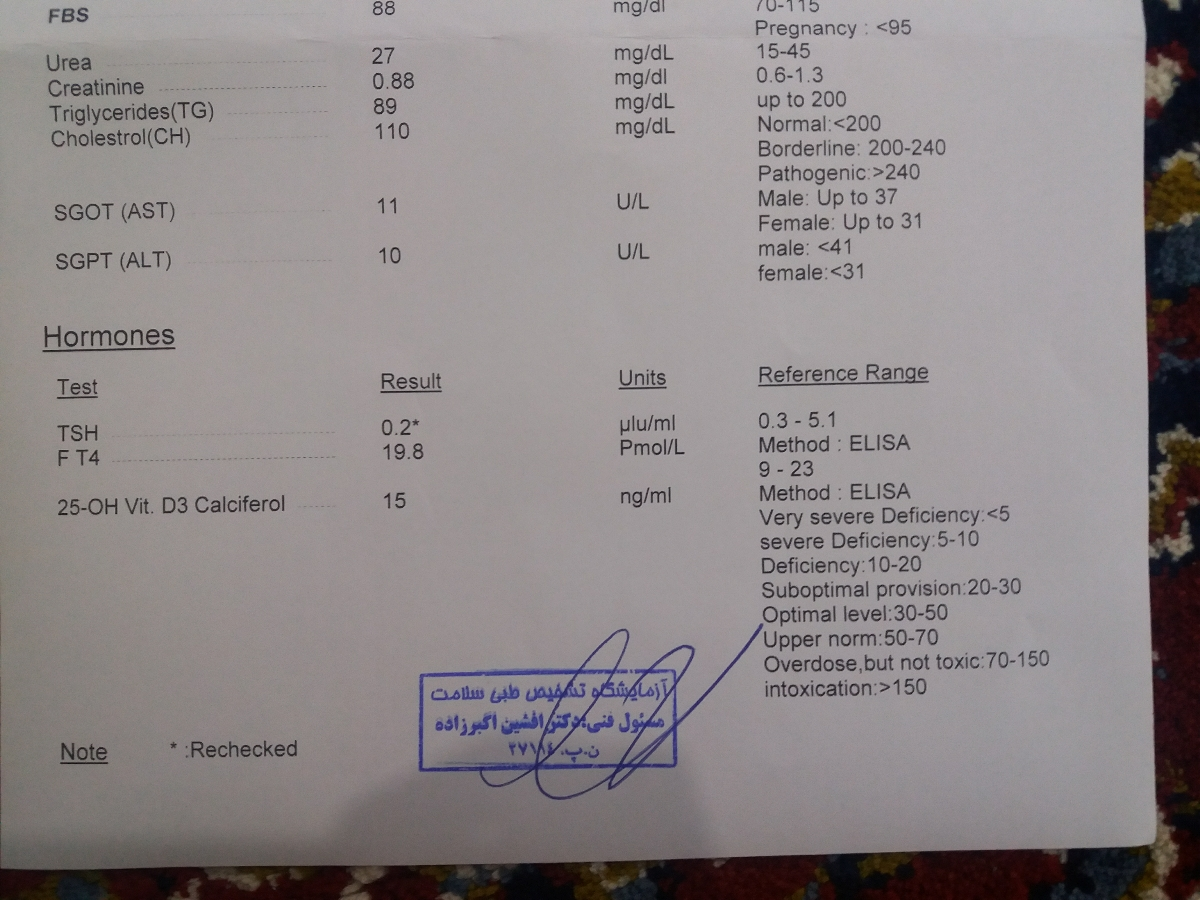 FBS 88 mg/dl 70-115
Pregnancy : <95
Urea 27 mg/dL 15-45
Creatinine 0.88 mg/dl 0.6-1.3
Triglycerides(TG) 89 mg/dL up to 200
Cholestrol(CH) 110 mg/dL Normal:<200
Borderline: 200-240
Pathogenic:>240
SGOT (AST) 11 U/L Male: Up to 37
Female: Up to 31
SGPT (ALT) 10 U/L male: <41
female:<31
Hormones
Test Result Units Reference Range
TSH 0.2* µlu/ml 0.3 - 5.1
F T4 19.8 Pmol/L Method : ELISA
9 - 23
25-OH Vit. D3 Calciferol 15 ng/ml Method : ELISA
Very severe Deficiency:<5
severe Deficiency:5-10
Deficiency:10-20
Suboptimal provision:20-30
Optimal level:30-50
Upper norm:50-70
Overdose,but not toxic:70-150
intoxication:>150
آزمایشگاه تشخیص طبی سلامت
مسئول فنی:دکتر افشین اکبرزاده
ن.پ.
Note * :Rechecked